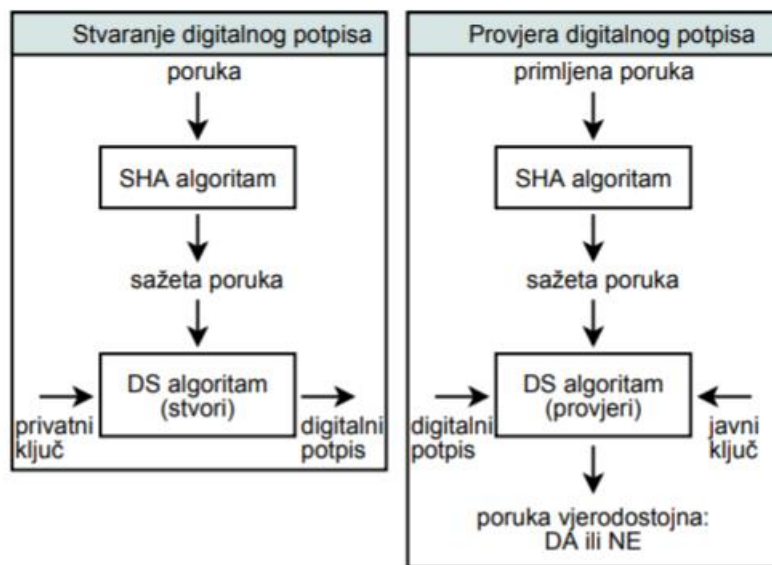 Stvaranje digitalnog potpisa
poruka
SHA algoritam
sažeta poruka
DS algoritam
(stvori)
privatni
ključ
digitalni
potpis
Provjera digitalnog potpisa
primljena poruka
SHA algoritam
sažeta poruka
DS algoritam
(provjeri)
digitalni
potpis
javni
ključ
poruka vjerodostojna:
DA ili NE